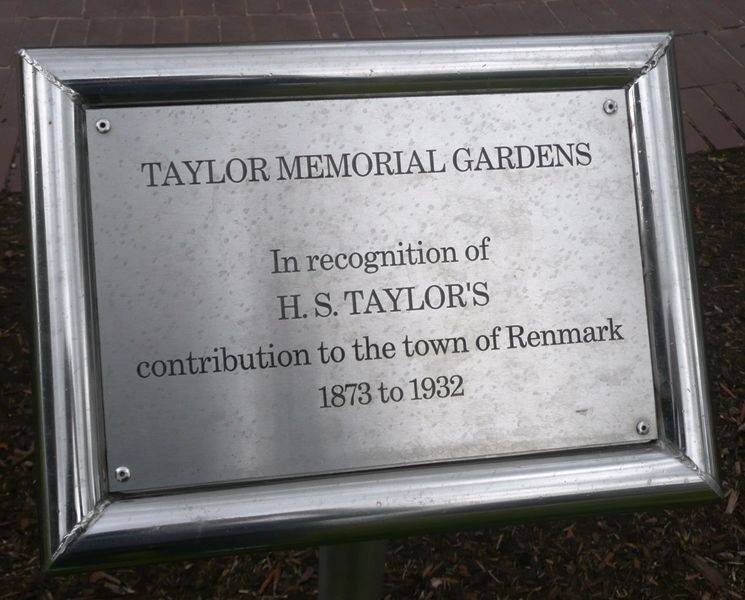 TAYLOR MEMORIAL GARDENS
In recognition of
H. S. TAYLOR'S
contribution to the town of Renmark
1873 to 1932